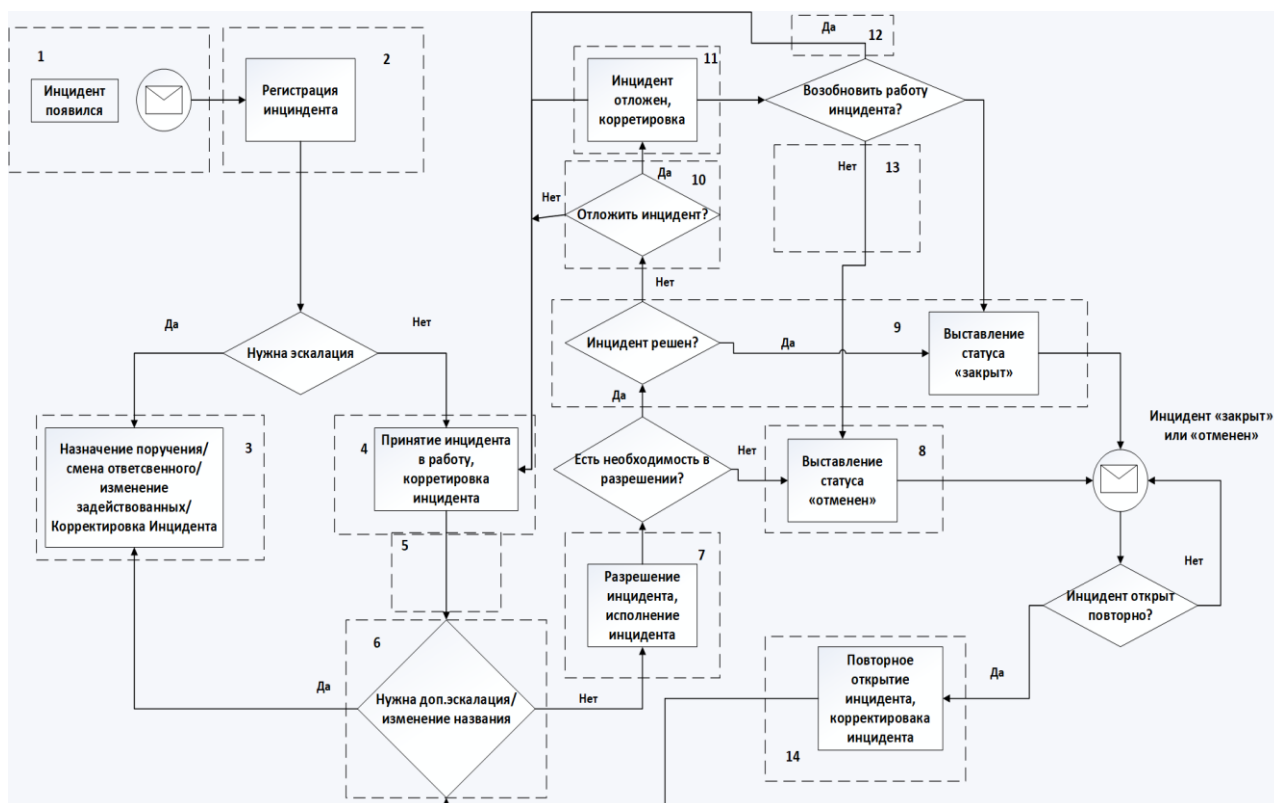 1
Инцидент
появился
2
Регистрация
инциндента
Да
12
11
Инцидент
отложен,
корретировка
Возобновить работу
инцидента?
Нет
13
Да
10
Нет
Отложить инцидент?
Нет
Да
Нет
Нужна эскалация
Инцидент решен?
Да
9
Выставление
статуса
«закрыт»
Да
Инцидент «закрыт»
или «отменен»
3
Назначение поручения/
смена ответсвенного/
изменение
задействованных/
Корректировка Инцидента
4
Принятие инцидента
в работу,
корретировка
инцидента
Есть необходимость в
разрешении?
Нет
8
Выставление
статуса
«отменен»
5
7
Разрешение
инцидента,
исполнение
инцидента
Нет
Инцидент открыт
повторно?
6
Да
Нужна доп.эскалация/
изменение названия
Нет
Повторное
открытие
инцидента,
корректировака
инцидента
Да
14